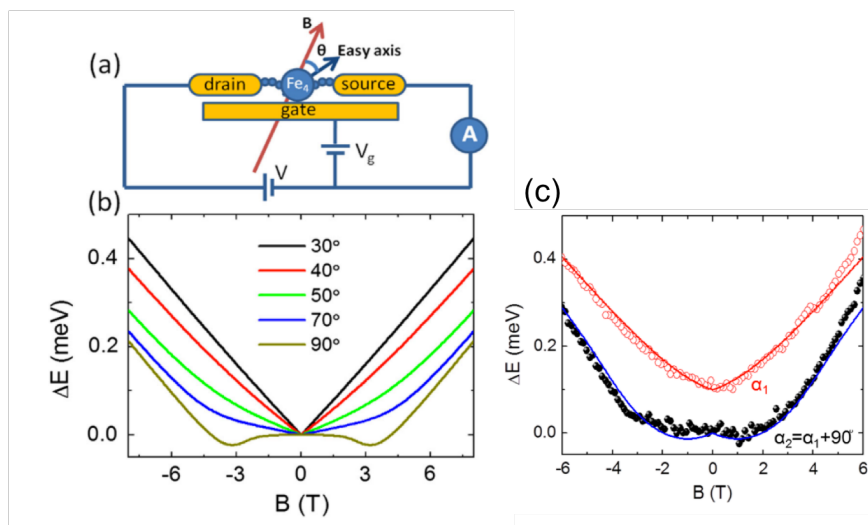 (a)
B
θ
Easy axis
drain
Fe₄
source
gate
A
V
V_g
(b)
ΔE (meV)
0.4
0.2
0.0
30°
40°
50°
70°
90°
-6 -3 0 3 6
B (T)
(c)
ΔE (meV)
0.4
0.2
0.0
α₁
α₂=α₁+90°
-6 -4 -2 0 2 4 6
B (T)